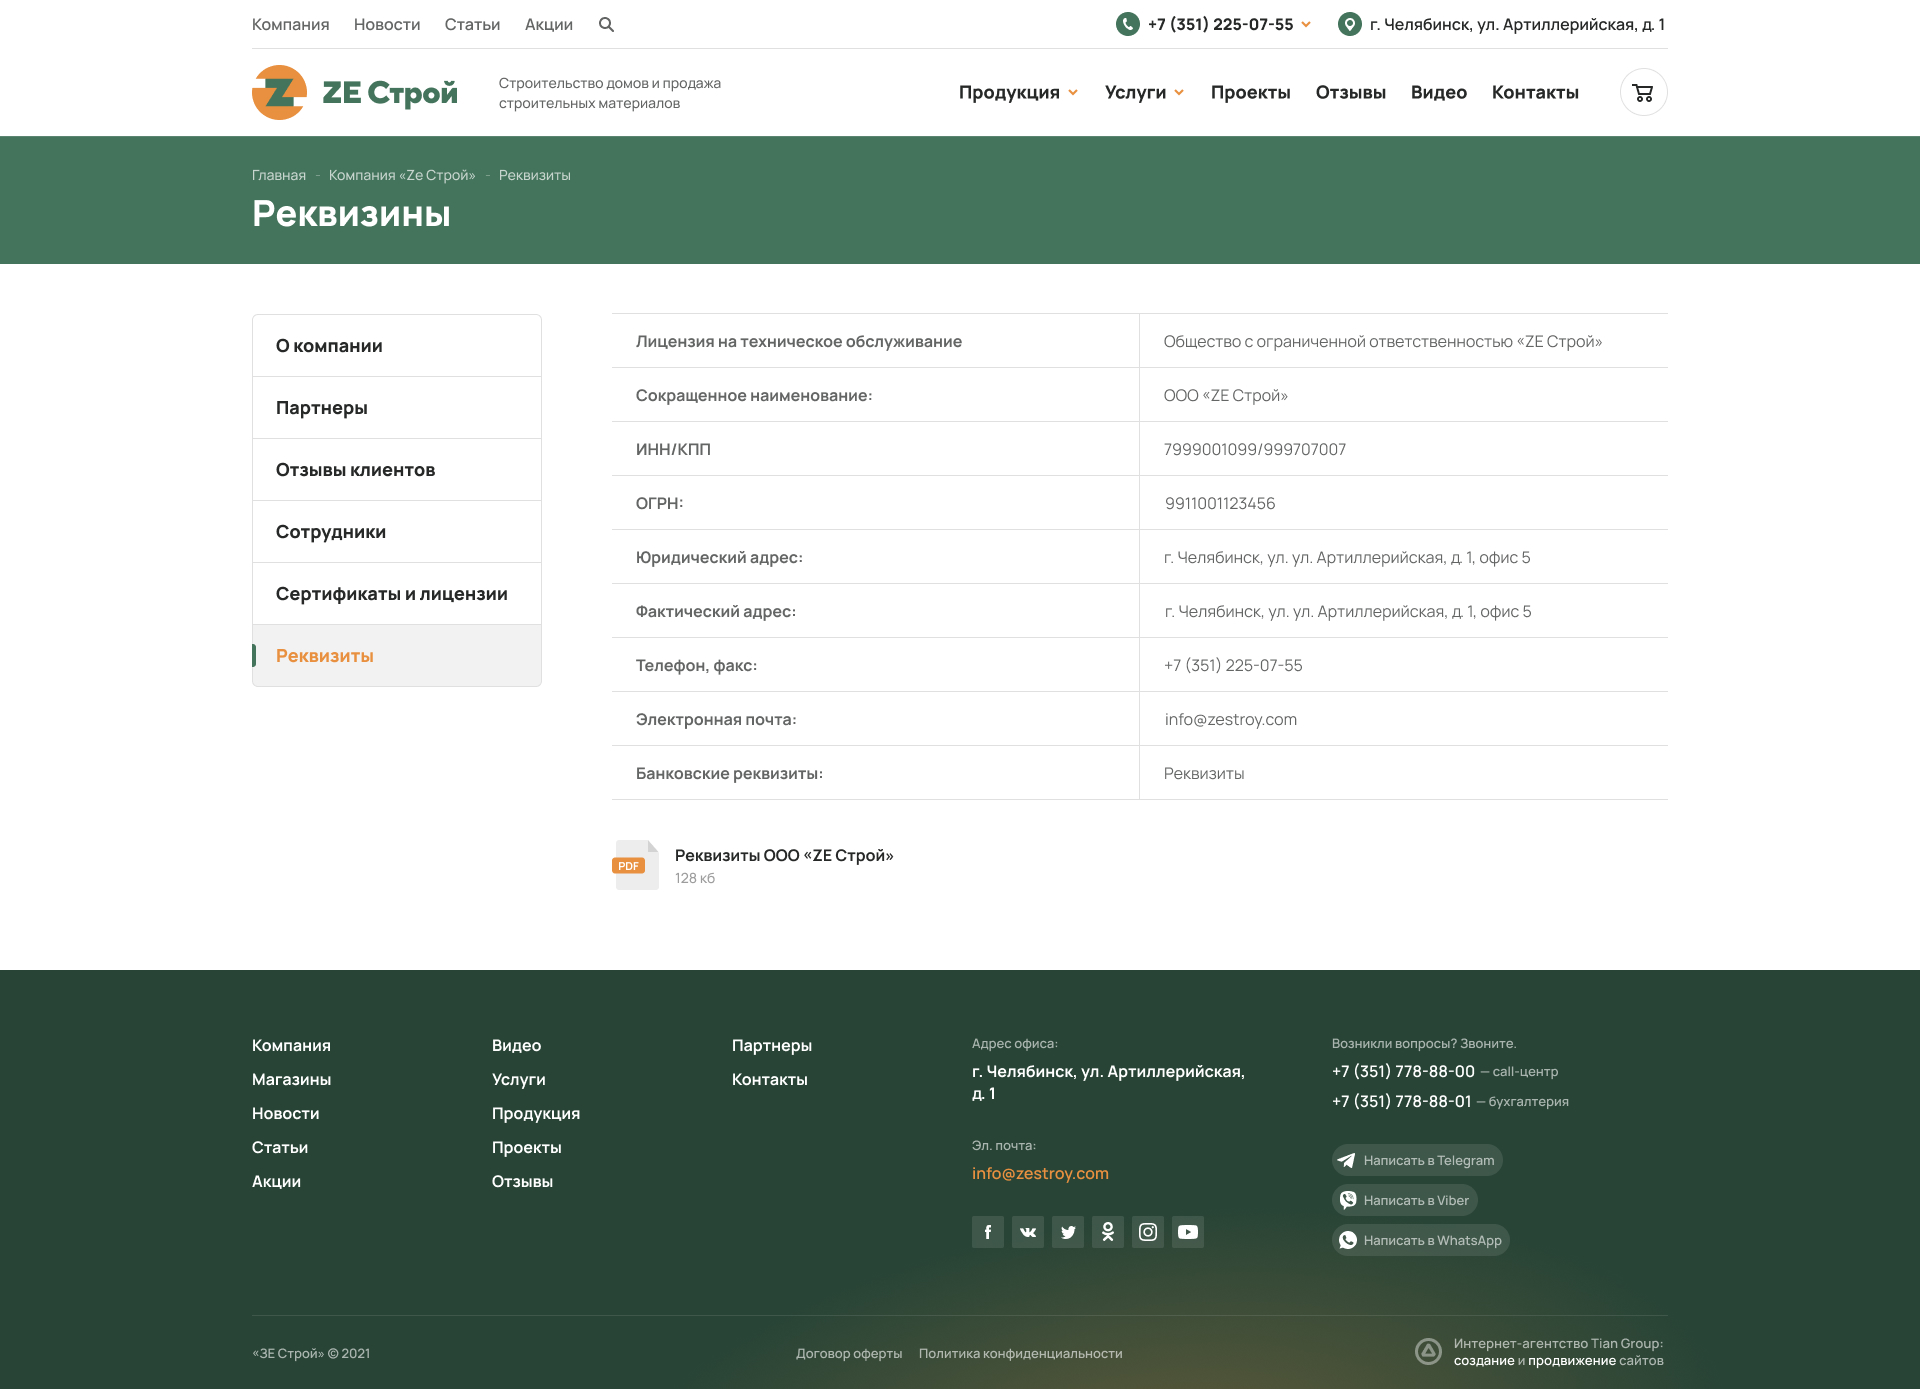 Компания Новости Статьи Акции +7 (351) 225-07-55 г. Челябинск, ул. Артиллерийская, д. 1
Z ZE Строй
Строительство домов и продажа
строительных материалов
Продукция Услуги Проекты Отзывы Видео Контакты
Главная - Компания «Ze Строй» - Реквизиты
Реквизины
О компании
Партнеры
Отзывы клиентов
Сотрудники
Сертификаты и лицензии
Реквизиты
Лицензия на техническое обслуживание Общество с ограниченной ответственностью «ZE Строй»
Сокращенное наименование: ООО «ZE Строй»
ИНН/КПП 7999001099/999707007
ОГРН: 9911001123456
Юридический адрес: г. Челябинск, ул. ул. Артиллерийская, д. 1, офис 5
Фактический адрес: г. Челябинск, ул. ул. Артиллерийская, д. 1, офис 5
Телефон, факс: +7 (351) 225-07-55
Электронная почта: info@zestroy.com
Банковские реквизиты: Реквизиты
PDF
Реквизиты ООО «ZE Строй»
128 кб
Компания
Магазины
Новости
Статьи
Акции
Видео
Услуги
Продукция
Проекты
Отзывы
Партнеры
Контакты
Адрес офиса:
г. Челябинск, ул. Артиллерийская,
д. 1
Эл. почта:
info@zestroy.com
Возникли вопросы? Звоните.
+7 (351) 778-88-00 — call-центр
+7 (351) 778-88-01 — бухгалтерия
Написать в Telegram
Написать в Viber
Написать в WhatsApp
«ЗЕ Строй» © 2021
Договор оферты Политика конфиденциальности
Интернет-агентство Tian Group:
создание и продвижение сайтов